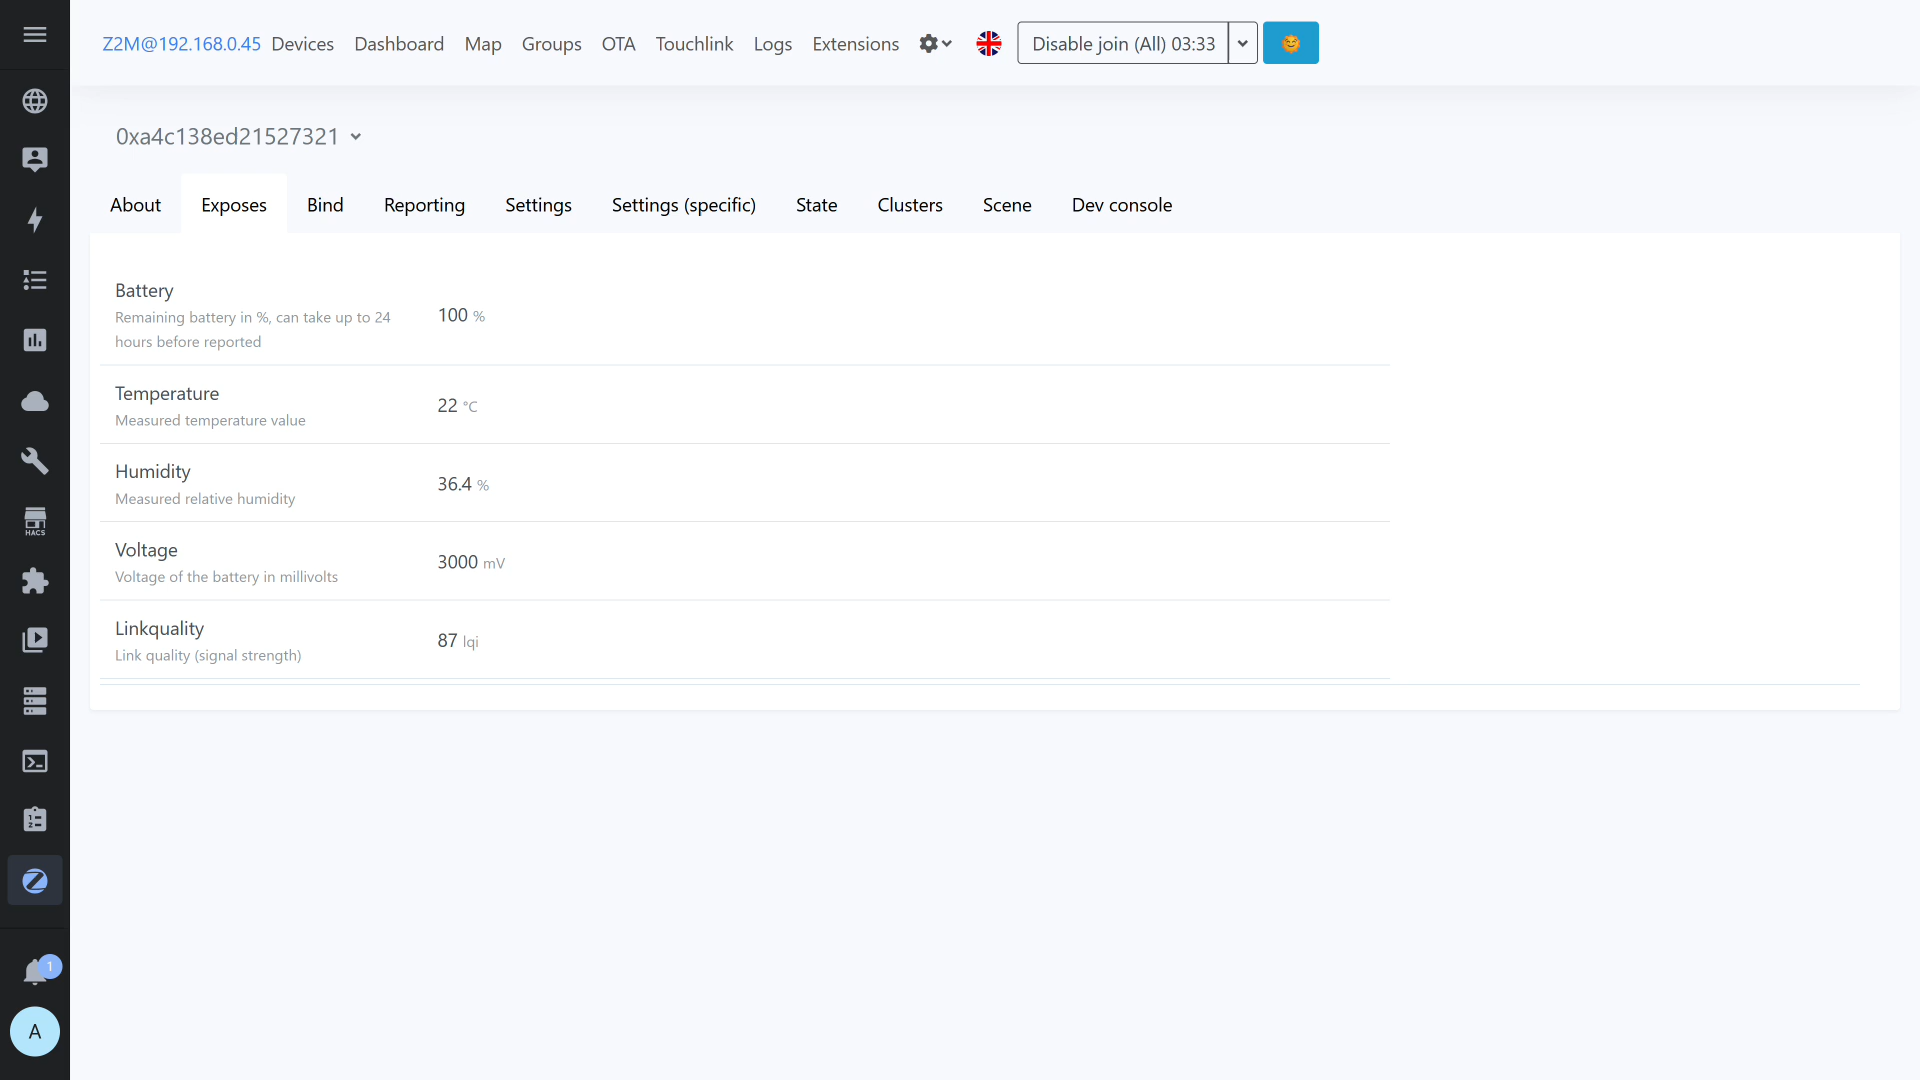 Z2M@192.168.0.45 Devices Dashboard Map Groups OTA Touchlink Logs Extensions Disable join (All) 03:33
0xa4c138ed21527321
About Exposes Bind Reporting Settings Settings (specific) State Clusters Scene Dev console
Battery
Remaining battery in %, can take up to 24
hours before reported
100 %
Temperature
Measured temperature value
22 °C
Humidity
Measured relative humidity
36.4 %
Voltage
Voltage of the battery in millivolts
3000 mV
Linkquality
Link quality (signal strength)
87 lqi
HACS
1
A